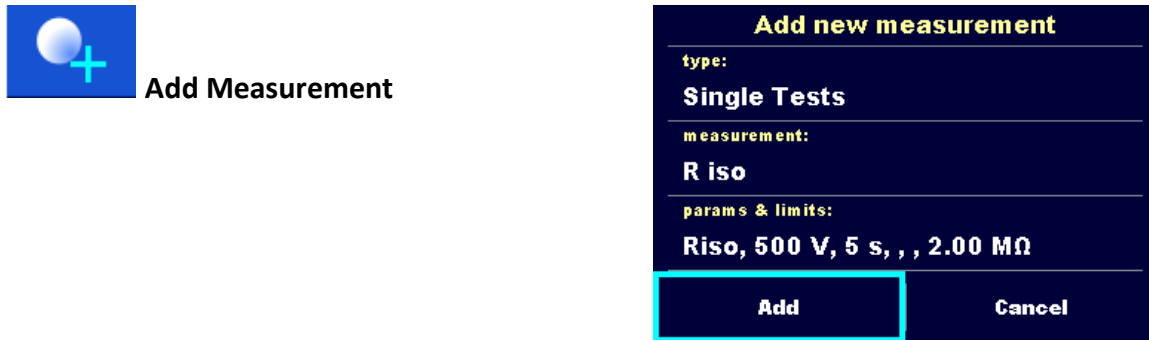 Add Measurement
Add new measurement
type:
Single Tests
measurement:
R iso
params & limits:
Riso, 500 V, 5 s, , , 2.00 MΩ
Add Cancel